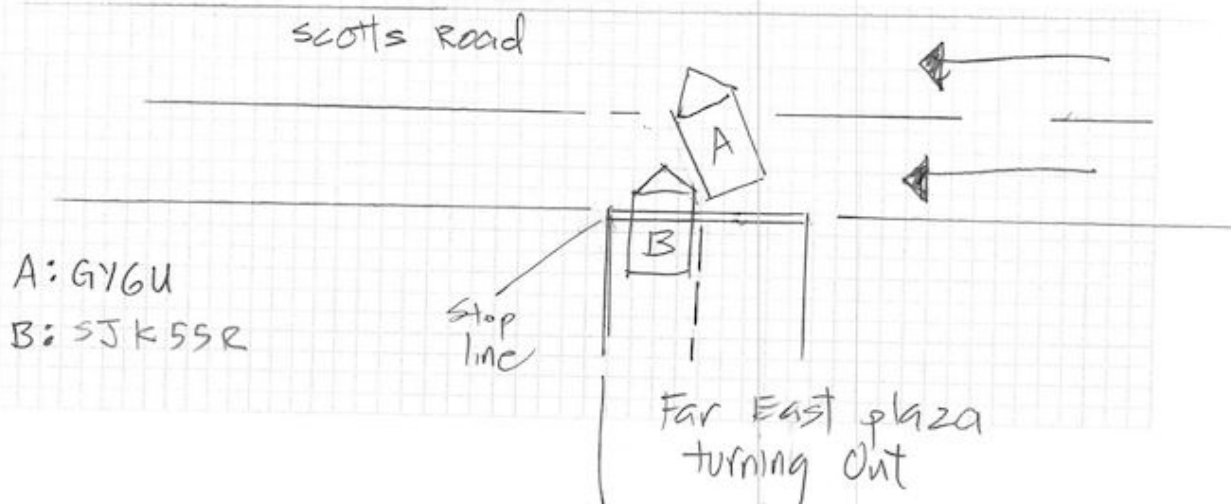 Scotts Road
A
B
A: GY6U
B: SJK55R
Stop
line
Far East plaza
turning Out